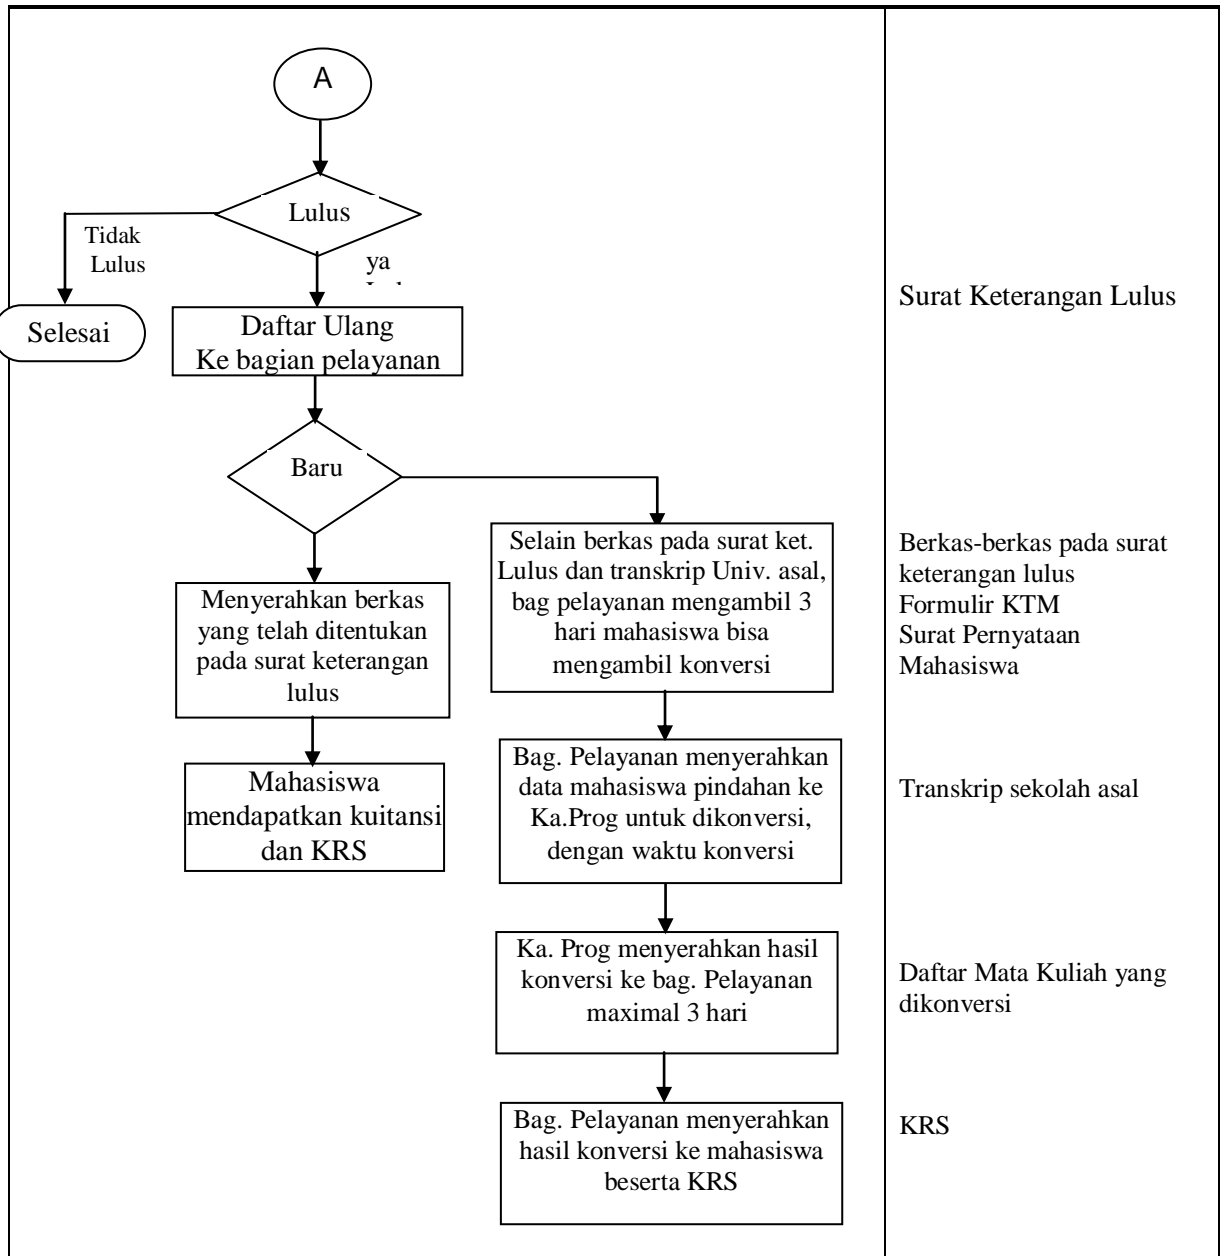 A
Lulus
Tidak
Lulus
ya
Selesai
Daftar Ulang
Ke bagian pelayanan
Surat Keterangan Lulus
Baru
Menyerahkan berkas
yang telah ditentukan
pada surat keterangan
lulus
Mahasiswa
mendapatkan kuitansi
dan KRS
Selain berkas pada surat ket.
Lulus dan transkrip Univ. asal,
bag pelayanan mengambil 3
hari mahasiswa bisa
mengambil konversi
Berkas-berkas pada surat
keterangan lulus
Formulir KTM
Surat Pernyataan
Mahasiswa
Bag. Pelayanan menyerahkan
data mahasiswa pindahan ke
Ka.Prog untuk dikonversi,
dengan waktu konversi
Transkrip sekolah asal
Ka. Prog menyerahkan hasil
konversi ke bag. Pelayanan
maximal 3 hari
Daftar Mata Kuliah yang
dikonversi
Bag. Pelayanan menyerahkan
hasil konversi ke mahasiswa
beserta KRS
KRS